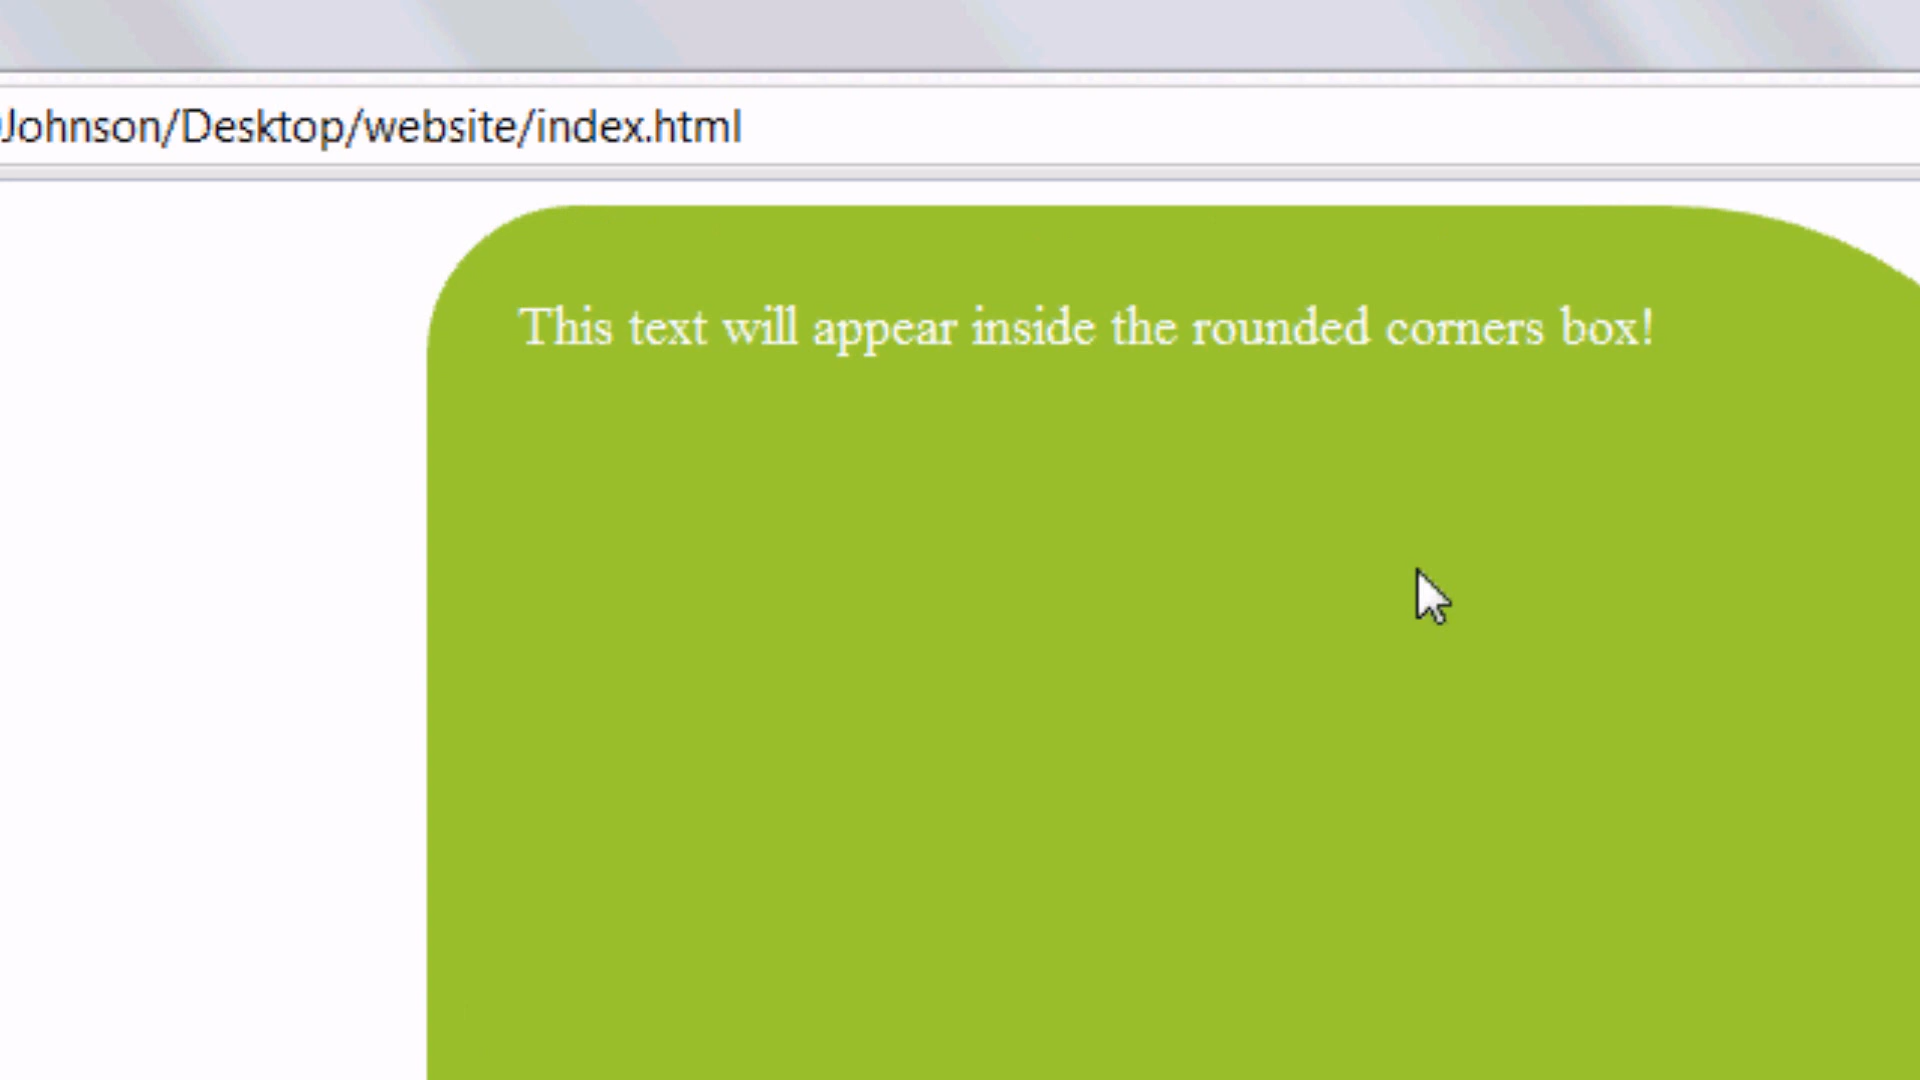 Johnson/Desktop/website/index.html
This text will appear inside the rounded corners box!